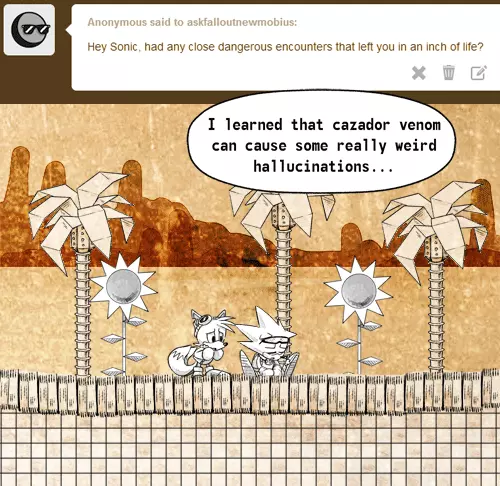 Anonymous said to askfalloutnewmobius:
Hey Sonic, had any close dangerous encounters that left you in an inch of life?
I learned that cazador venom
can cause some really weird
hallucinations...